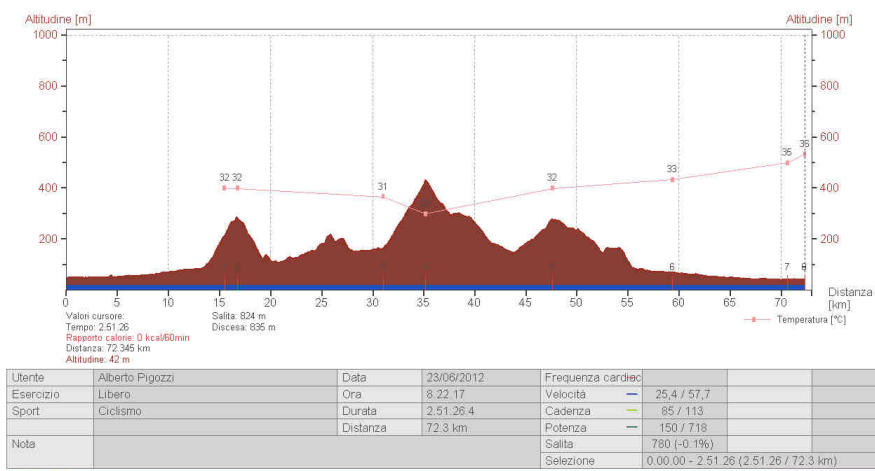 Altitudine [m] Altitudine [m]
1000 1000
800 800
600 600
400 400
200 200
32 32 31 32 33 35 36
6 7 8
0 5 10 15 20 25 30 35 40 45 50 55 60 65 70 Distanza [km]
Valori cursore: Salita: 824 m
Tempo: 2.51.26 Discesa: 835 m
Rapporto calorie: 0 kcal/60min
Distanza: 72.345 km
Altitudine: 42 m
Temperatura [°C]
Utente Alberto Pigozzi Data 23/06/2012 Frequenza cardiac
Esercizio Libero Ora 8.22.17 Velocità 25,4 / 57,7
Sport Ciclismo Durata 2.51.26.4 Cadenza 85 / 113
Distanza 72.3 km Potenza 150 / 718
Nota Salita 780 (-0.1%)
Selezione 0.00.00 - 2.51.26 (2.51.26 / 72.3 km)